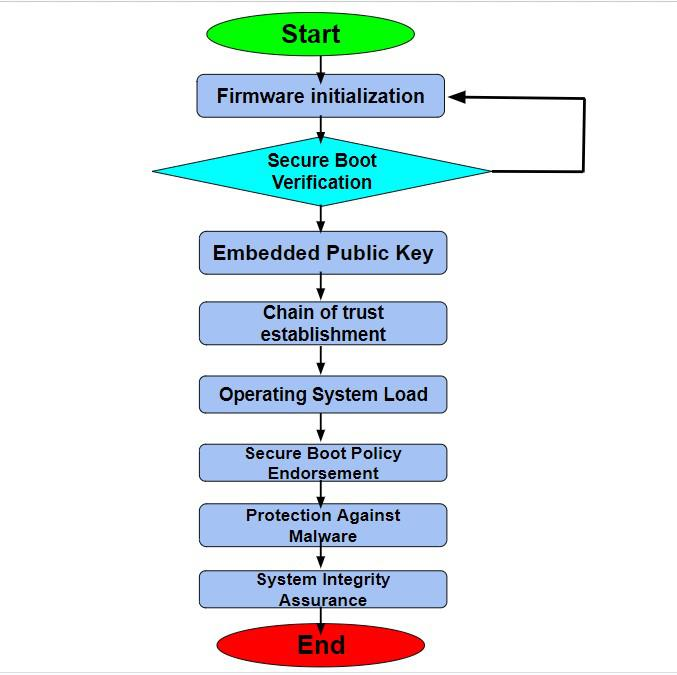 Start
Firmware initialization
Secure Boot
Verification
Embedded Public Key
Chain of trust
establishment
Operating System Load
Secure Boot Policy
Endorsement
Protection Against
Malware
System Integrity
Assurance
End